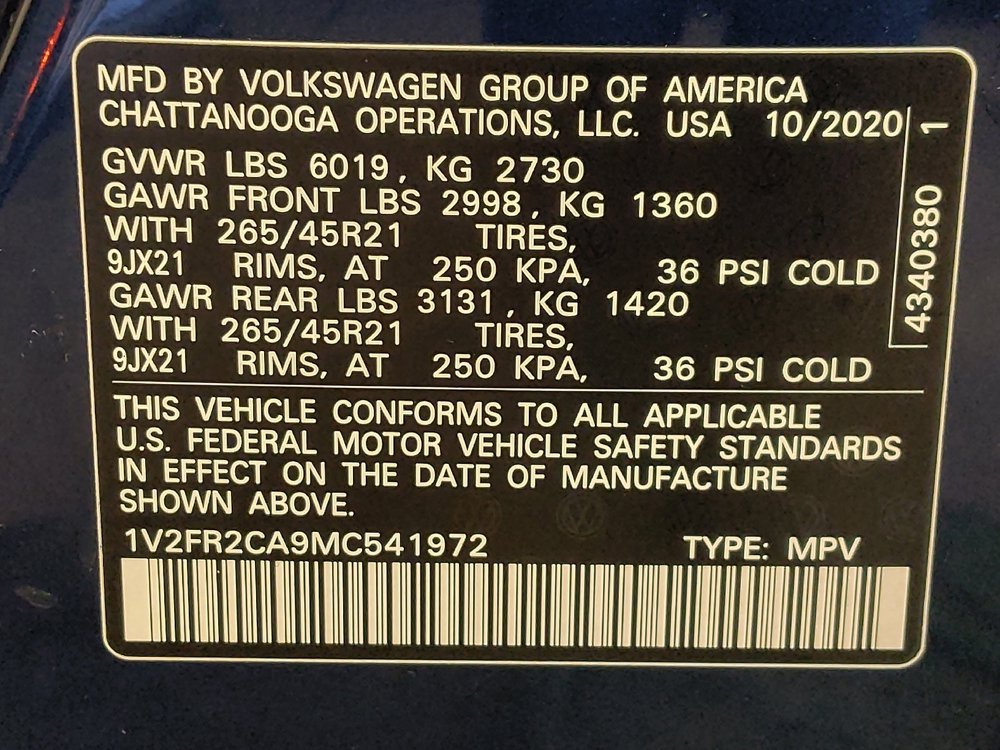 MFD BY VOLKSWAGEN GROUP OF AMERICA
CHATTANOOGA OPERATIONS, LLC. USA 10/2020
GVWR LBS 6019, KG 2730
GAWR FRONT LBS 2998, KG 1360
WITH 265/45R21 TIRES,
9JX21 RIMS, AT 250 KPA, 36 PSI COLD
GAWR REAR LBS 3131, KG 1420
WITH 265/45R21 TIRES,
9JX21 RIMS, AT 250 KPA, 36 PSI COLD
4340380 1
THIS VEHICLE CONFORMS TO ALL APPLICABLE
U.S. FEDERAL MOTOR VEHICLE SAFETY STANDARDS
IN EFFECT ON THE DATE OF MANUFACTURE
SHOWN ABOVE.
1V2FR2CA9MC541972 TYPE: MPV